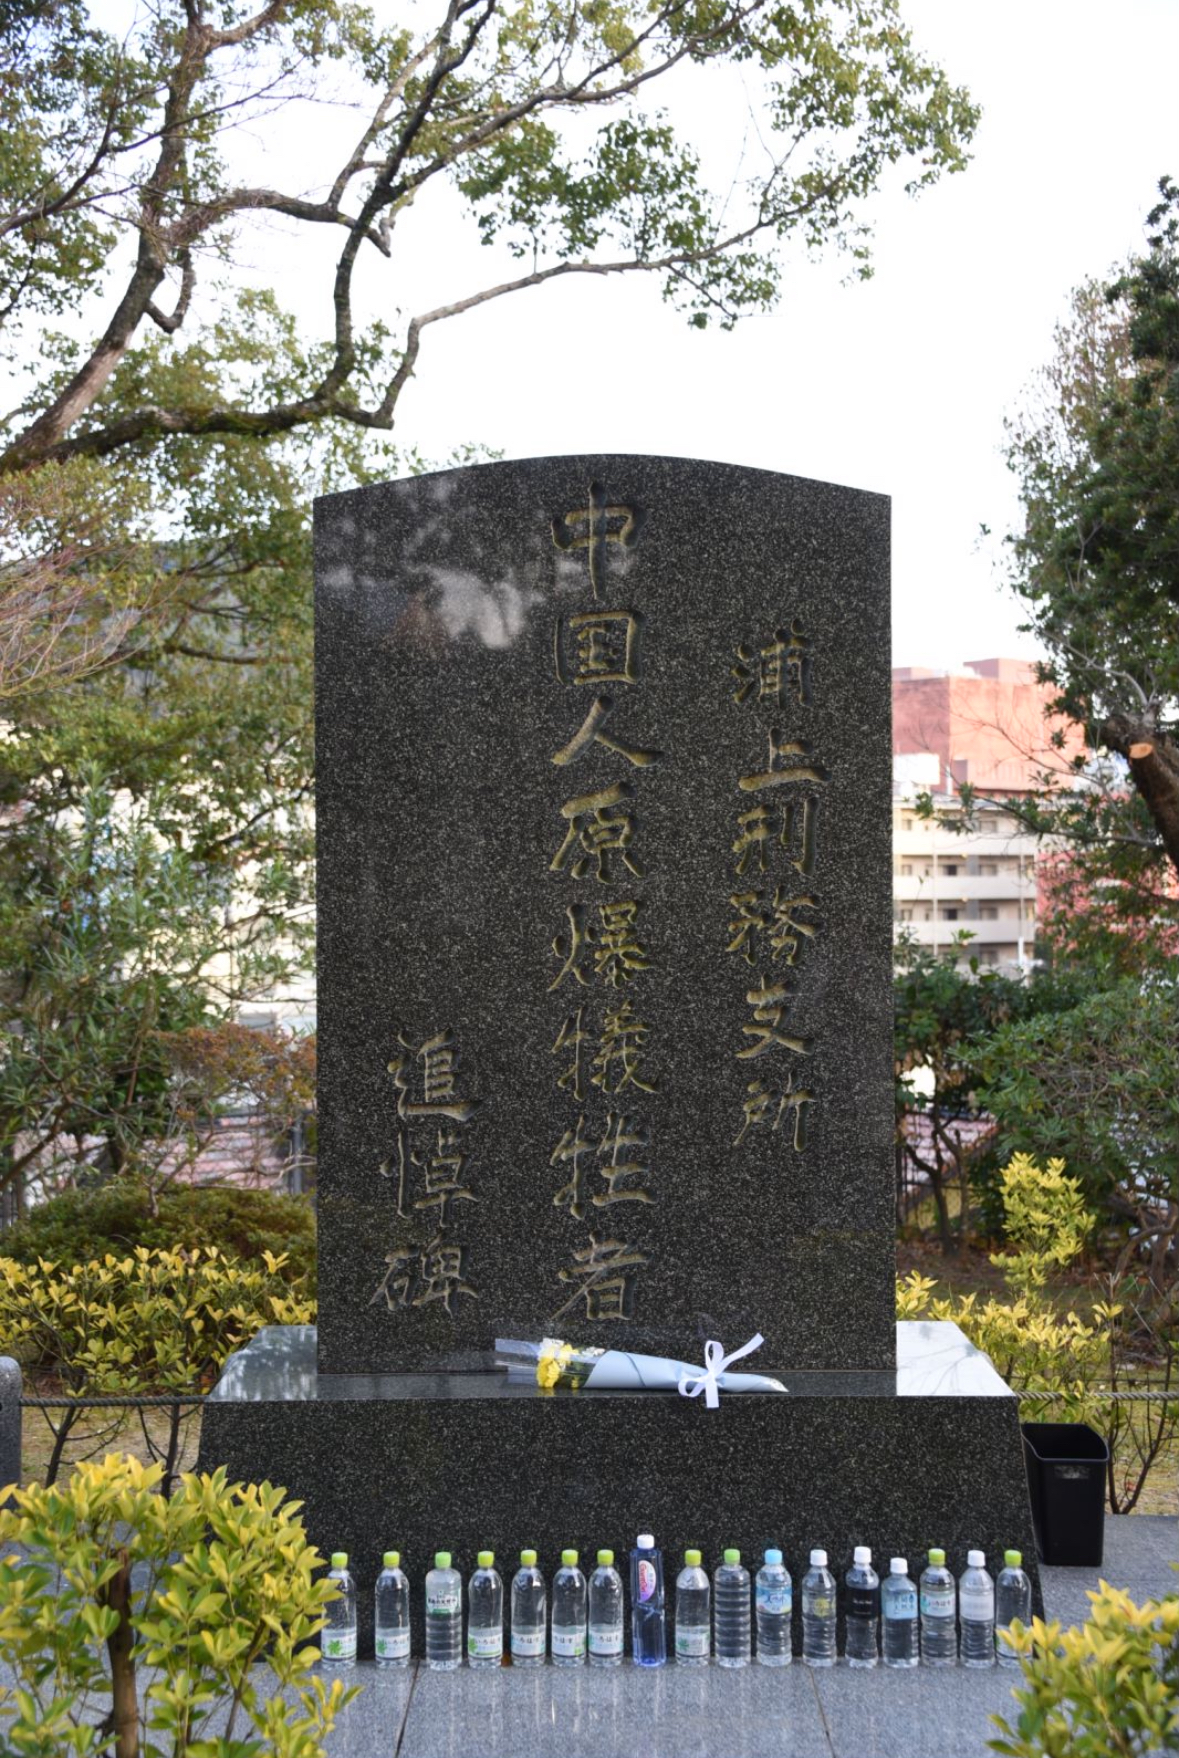 浦上刑務支所
中国人原爆犠牲者
追悼碑